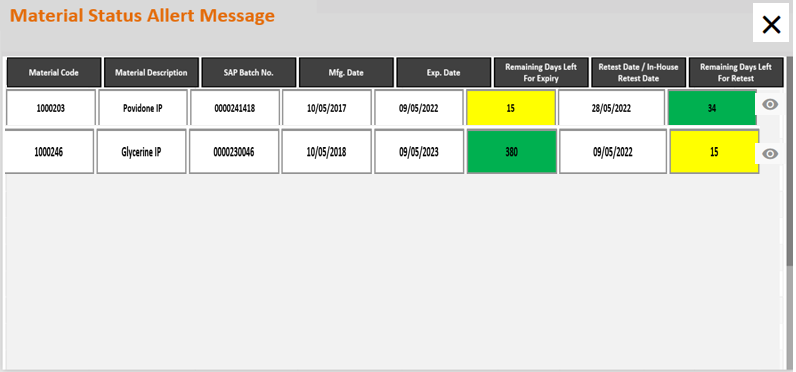 Material Status Allert Message
Material Code Material Description SAP Batch No. Mfg. Date Exp. Date Remaining Days Left For Expiry Retest Date / In-House Retest Date Remaining Days Left For Retest
1000203 Povidone IP 0000241418 10/05/2017 09/05/2022 15 28/05/2022 34
1000246 Glycerine IP 0000230046 10/05/2018 09/05/2023 380 09/05/2022 15